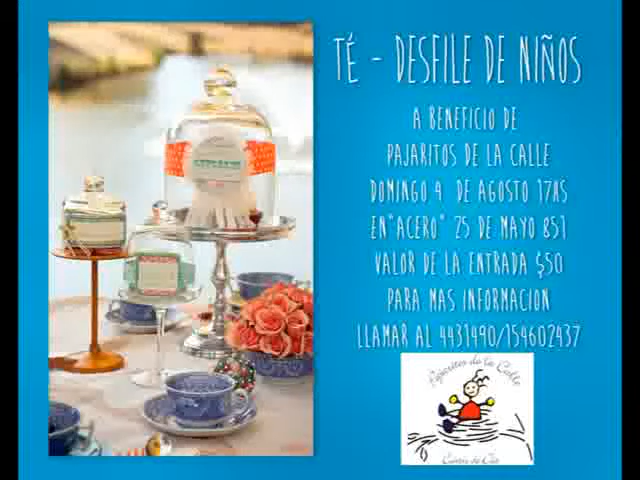 TÉ - DESFILE DE NIÑOS
A BENEFICIO DE
PAJARITOS DE LA CALLE
DOMINGO 4 DE AGOSTO 17HS
EN"ACERO" 25 DE MAYO 851
VALOR DE LA ENTRADA $50
PARA MAS INFORMACION
LLAMAR AL 4431490/154602437
Pajaritos de la Calle